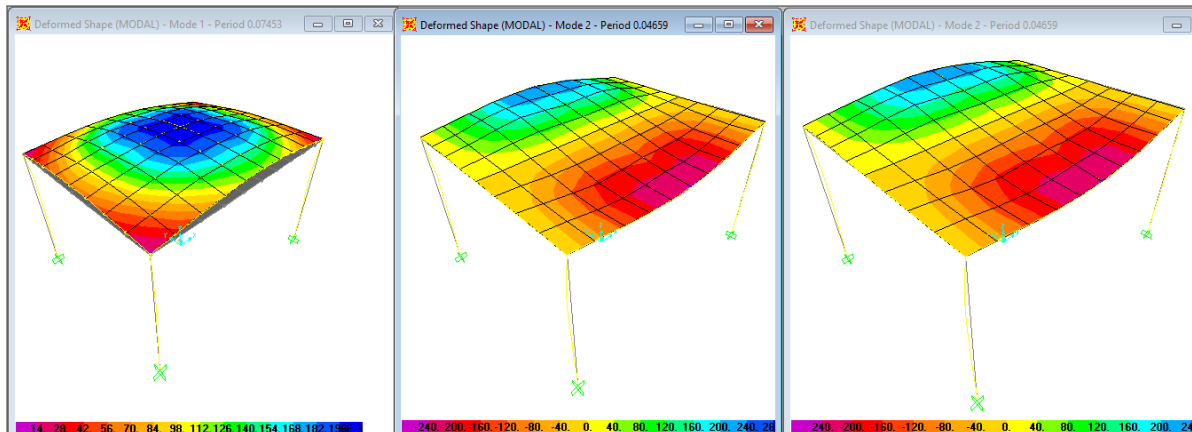 Deformed Shape (MODAL) - Mode 1 - Period 0.07453
Deformed Shape (MODAL) - Mode 2 - Period 0.04659
Deformed Shape (MODAL) - Mode 2 - Period 0.04659
14. 28. 42. 56. 70. 84. 98. 112. 126. 140. 154. 168. 182.
-240. -200. -160. -120. -80. -40. 0. 40. 80. 120. 160. 200. 240. 28
-240. -200. -160. -120. -80. -40. 0. 40. 80. 120. 160. 200. 24